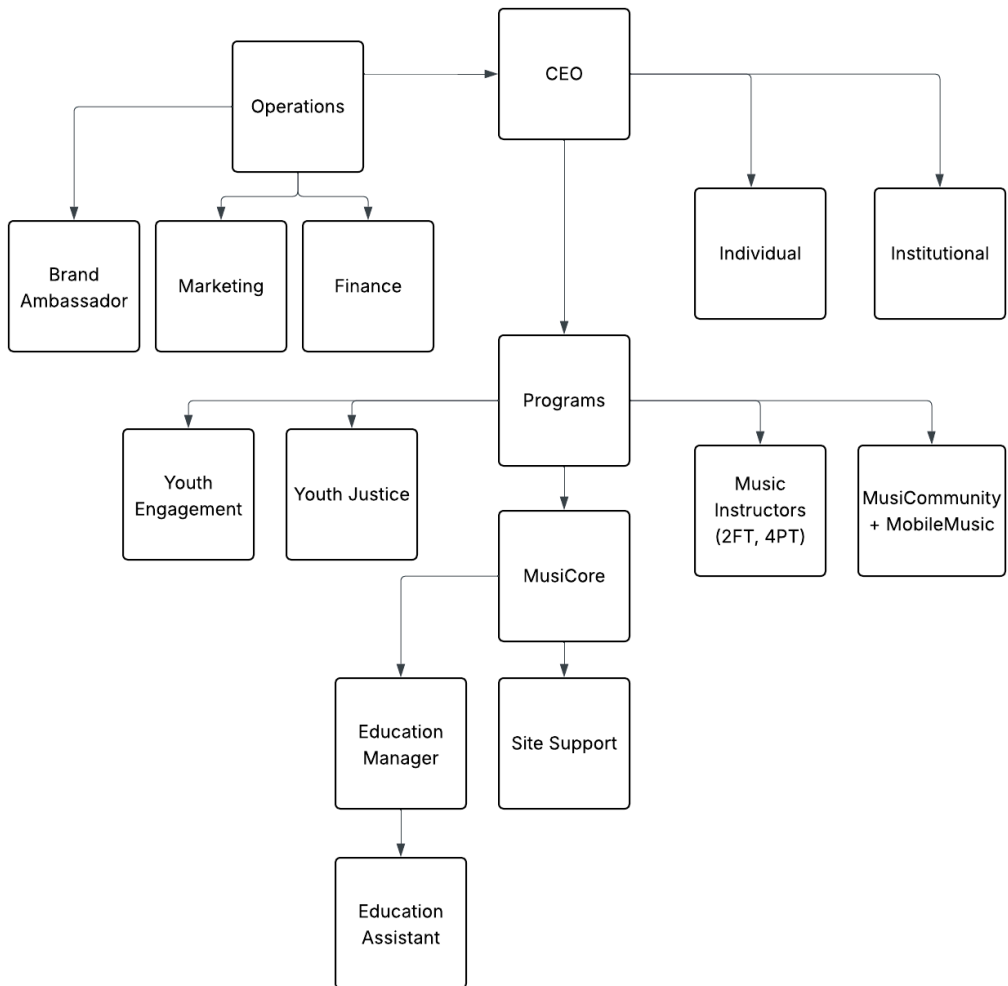 CEO
Operations
Individual
Institutional
Brand
Ambassador
Marketing
Finance
Programs
Youth
Engagement
Youth Justice
Music
Instructors
(2FT, 4PT)
MusiCommunity
+ MobileMusic
MusiCore
Education
Manager
Site Support
Education
Assistant